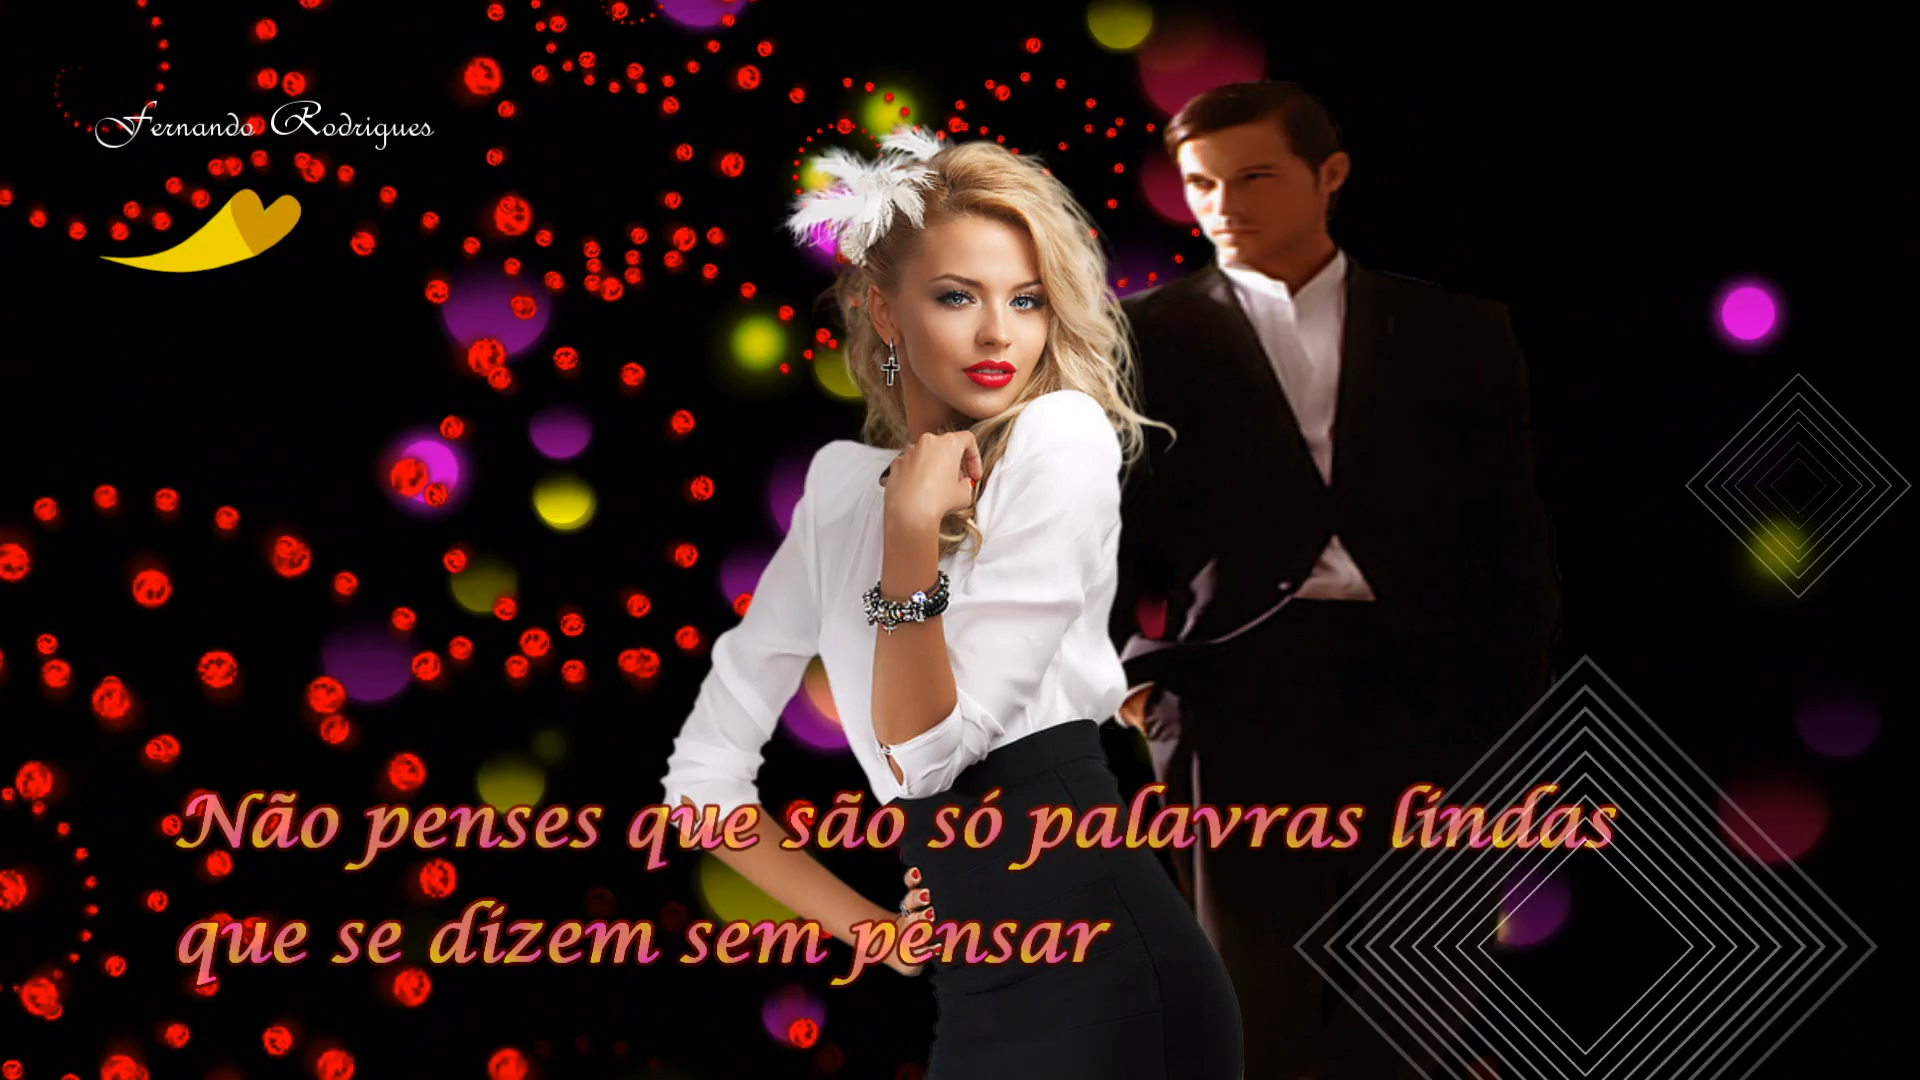 Fernando Rodrigues
Não penses que são só palavras lindas
que se dizem sem pensar